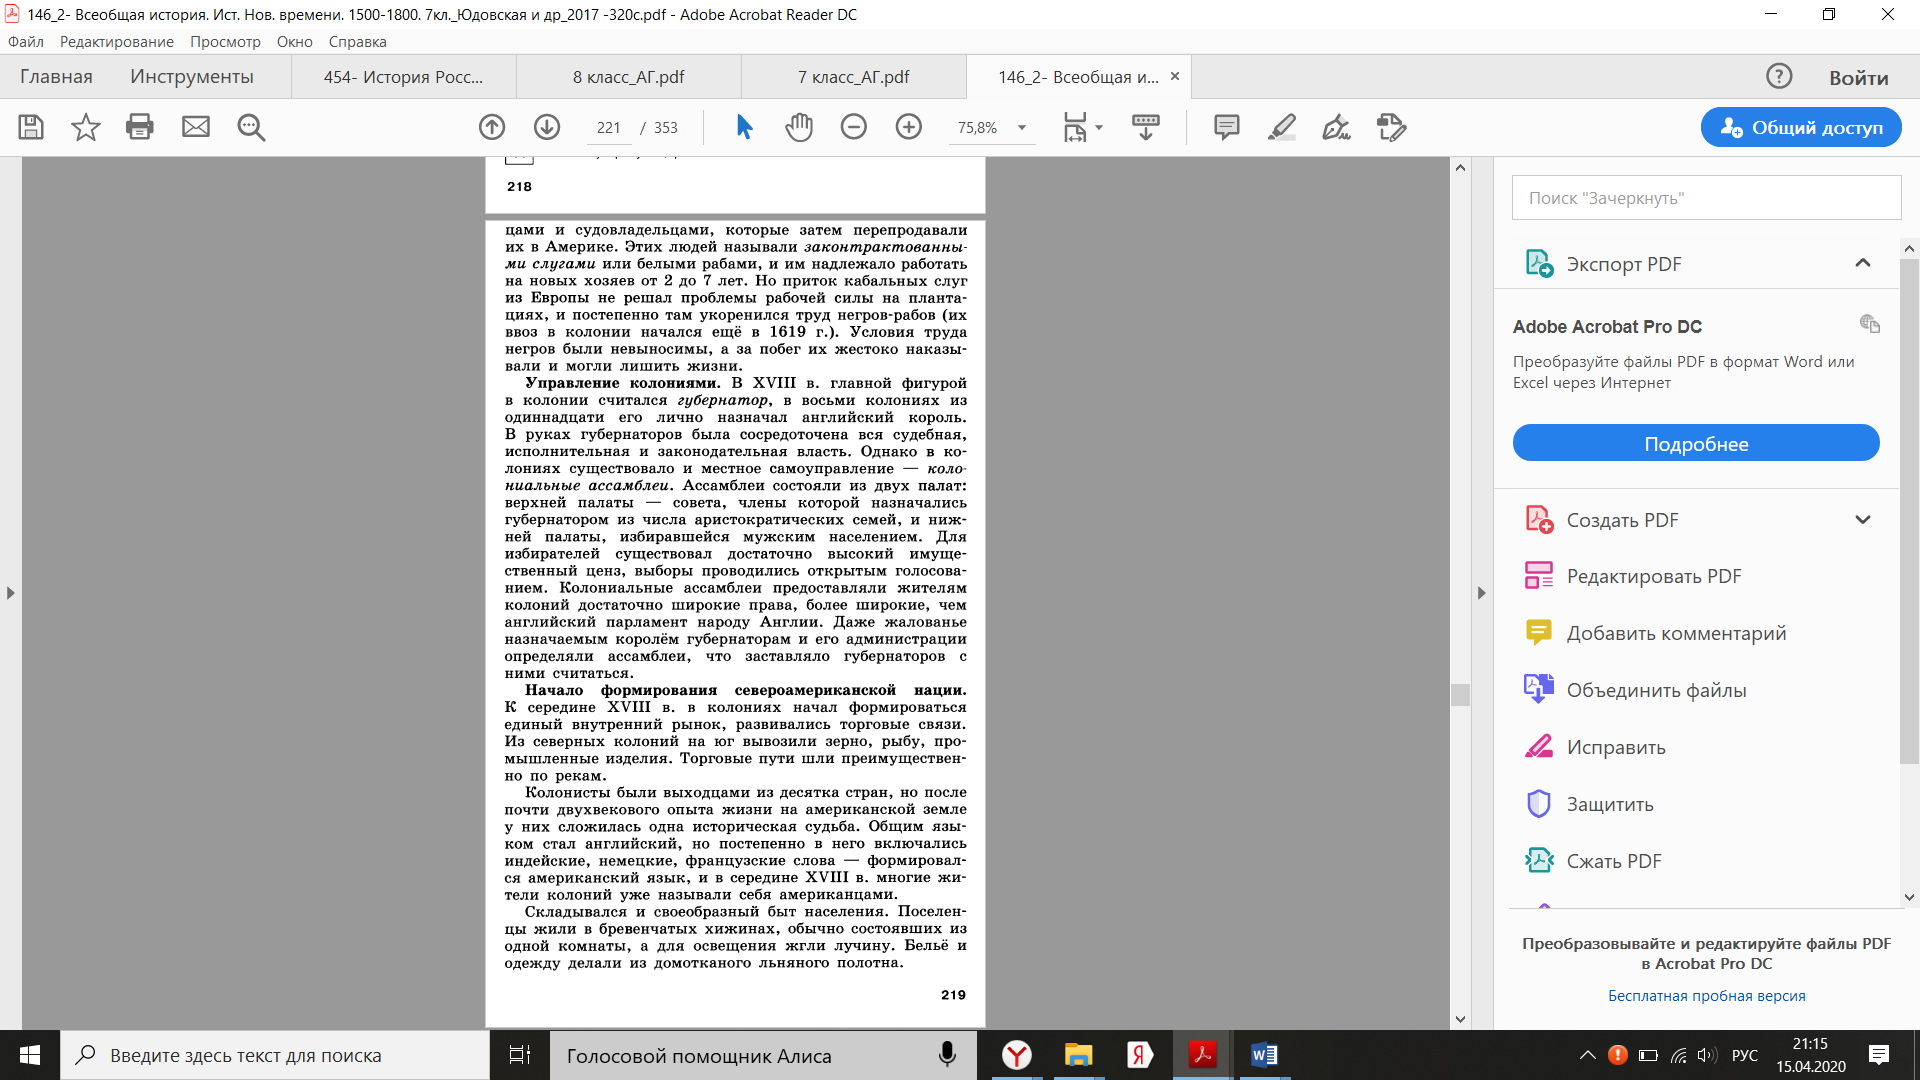 146_2- Всеобщая история. Ист. Нов. времени. 1500-1800. 7кл._Юдовская и др_2017 -320с.pdf - Adobe Acrobat Reader DC
Файл Редактирование Просмотр Окно Справка
Главная Инструменты 454- История Росс... 8 класс_АГ.pdf 7 класс_АГ.pdf 146_2- Всеобщая и... Войти
221 / 353 75,8% Общий доступ
218
цами и судовладельцами, которые затем перепродавали
их в Америке. Этих людей называли законтрактованны-
ми слугами или белыми рабами, и им надлежало работать
на новых хозяев от 2 до 7 лет. Но приток кабальных слуг
из Европы не решал проблемы рабочей силы на планта-
циях, и постепенно там укоренился труд негров-рабов (их
ввоз в колонии начался ещё в 1619 г.). Условия труда
негров были невыносимы, а за побег их жестоко наказы-
вали и могли лишить жизни.
Управление колониями. В XVIII в. главной фигурой
в колонии считался губернатор, в восьми колониях из
одиннадцати его лично назначал английский король.
В руках губернаторов была сосредоточена вся судебная,
исполнительная и законодательная власть. Однако в ко-
лониях существовало и местное самоуправление — коло-
ниальные ассамблеи. Ассамблеи состояли из двух палат:
верхней палаты — совета, члены которой назначались
губернатором из числа аристократических семей, и ниж-
ней палаты, избиравшейся мужским населением. Для
избирателей существовал достаточно высокий имуще-
ственный ценз, выборы проводились открытым голосова-
нием. Колониальные ассамблеи предоставляли жителям
колоний достаточно широкие права, более широкие, чем
английский парламент народу Англии. Даже жалованье
назначаемым королём губернаторам и его администрации
определяли ассамблеи, что заставляло губернаторов с
ними считаться.
Начало формирования североамериканской нации.
К середине XVIII в. в колониях начал формироваться
единый внутренний рынок, развивались торговые связи.
Из северных колоний на юг вывозили зерно, рыбу, про-
мышленные изделия. Торговые пути шли преимуществен-
но по рекам.
Колонисты были выходцами из десятка стран, но после
почти двухвекового опыта жизни на американской земле
у них сложилась одна историческая судьба. Общим язы-
ком стал английский, но постепенно в него включались
индейские, немецкие, французские слова — формировал-
ся американский язык, и в середине XVIII в. многие жи-
тели колоний уже называли себя американцами.
Складывался и своеобразный быт населения. Поселен-
цы жили в бревенчатых хижинах, обычно состоявших из
одной комнаты, а для освещения жгли лучину. Бельё и
одежду делали из домотканого льняного полотна.
219
Поиск "Зачеркнуть"
Экспорт PDF
Adobe Acrobat Pro DC
Преобразуйте файлы PDF в формат Word или
Excel через Интернет
Подробнее
Создать PDF
Редактировать PDF
Добавить комментарий
Объединить файлы
Исправить
Защитить
Сжать PDF
Преобразовывайте и редактируйте файлы PDF
в Acrobat Pro DC
Бесплатная пробная версия
Введите здесь текст для поиска
Голосовой помощник Алиса
РУС
21:15
15.04.2020